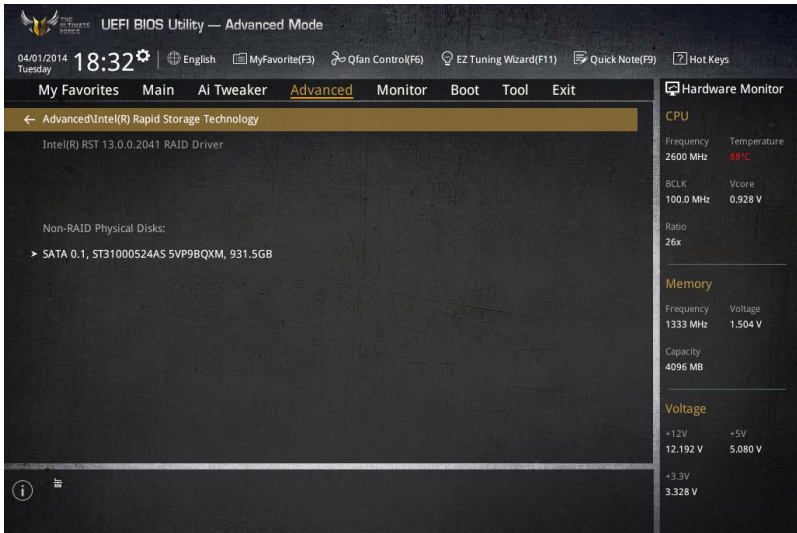 THE
ULTIMATE
FORCE
UEFI BIOS Utility — Advanced Mode
04/01/2014
Tuesday
18:32
English
MyFavorite(F3)
Qfan Control(F6)
EZ Tuning Wizard(F11)
Quick Note(F9)
? Hot Keys
My Favorites Main Ai Tweaker Advanced Monitor Boot Tool Exit
Hardware Monitor
← Advanced\Intel(R) Rapid Storage Technology
Intel(R) RST 13.0.0.2041 RAID Driver
Non-RAID Physical Disks:
SATA 0.1, ST31000524AS 5VP9BQXM, 931.5GB
CPU
Frequency Temperature
2600 MHz 88°C
BCLK Vcore
100.0 MHz 0.928 V
Ratio
26x
Memory
Frequency Voltage
1333 MHz 1.504 V
Capacity
4096 MB
Voltage
+12V +5V
12.192 V 5.080 V
+3.3V
3.328 V